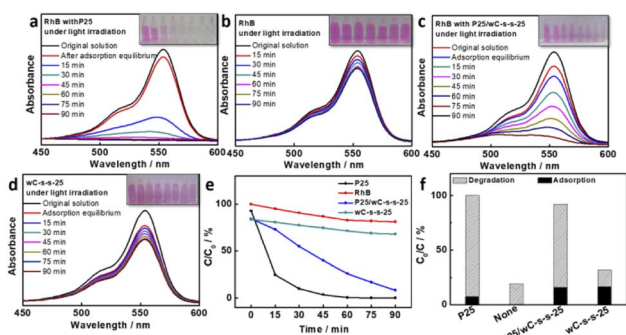 a
RhB withP25
under light irradiation
Original solution
After adsorption equilibrium
15 min
30 min
45 min
60 min
75 min
90 min
Absorbance
450 500 550 600
Wavelength / nm
b
RhB
under light irradiation
Original solution
15 min
30 min
45 min
60 min
75 min
90 min
Absorbance
450 500 550 600
Wavelength / nm
c
RhB with P25/wC-s-s-25
under light irradiation
Original solution
Adsorption equilibrium
15 min
30 min
45 min
60 min
75 min
90 min
Absorbance
450 500 550 600
Wavelength / nm
d
wC-s-s-25
under light irradiation
Original solution
Adsorption equilibrium
15 min
30 min
45 min
60 min
75 min
90 min
Absorbance
450 500 550 600
Wavelength / nm
e
P25
RhB
P25/wC-s-s-25
wC-s-s-25
C/C0 / %
100
50
0
0 15 30 45 60 75 90
Time / min
f
Degradation
Adsorption
C0/C / %
100
50
0
P25
None
P25/wC-s-s-25
wC-s-s-25